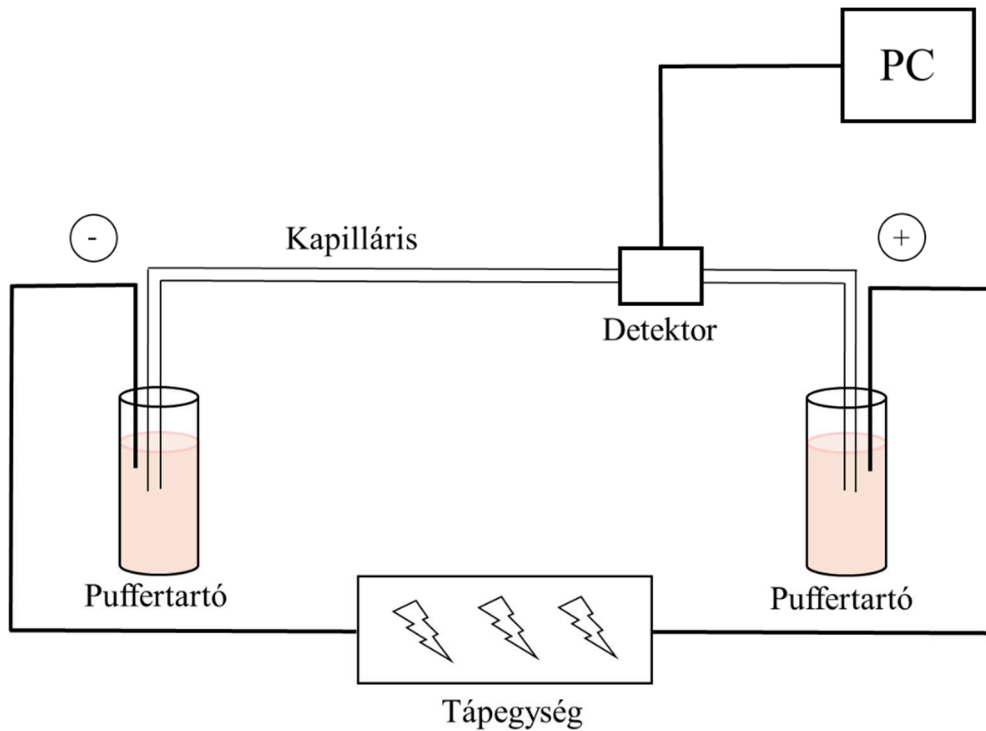 PC
-
Kapilláris
+
Detektor
Puffertartó
Puffertartó
Tápegység